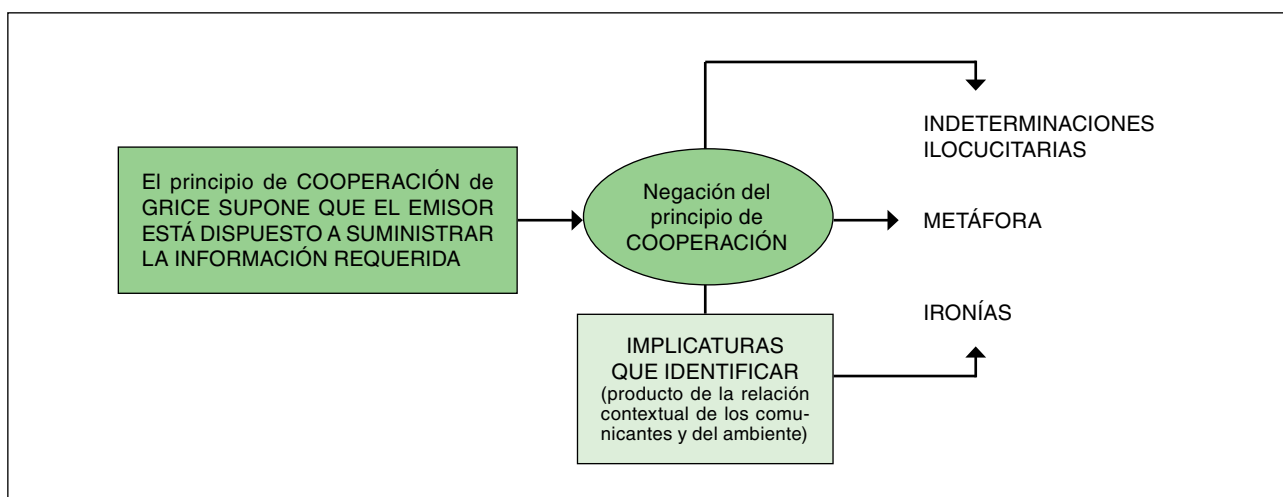 El principio de COOPERACIÓN de
GRICE SUPONE QUE EL EMISOR
ESTÁ DISPUESTO A SUMINISTRAR
LA INFORMACIÓN REQUERIDA
Negación del
principio de
COOPERACIÓN
IMPLICATURAS
QUE IDENTIFICAR
(producto de la relación
contextual de los comu-
nicantes y del ambiente)
INDETERMINACIONES
ILOCUCITARIAS
METÁFORA
IRONÍAS